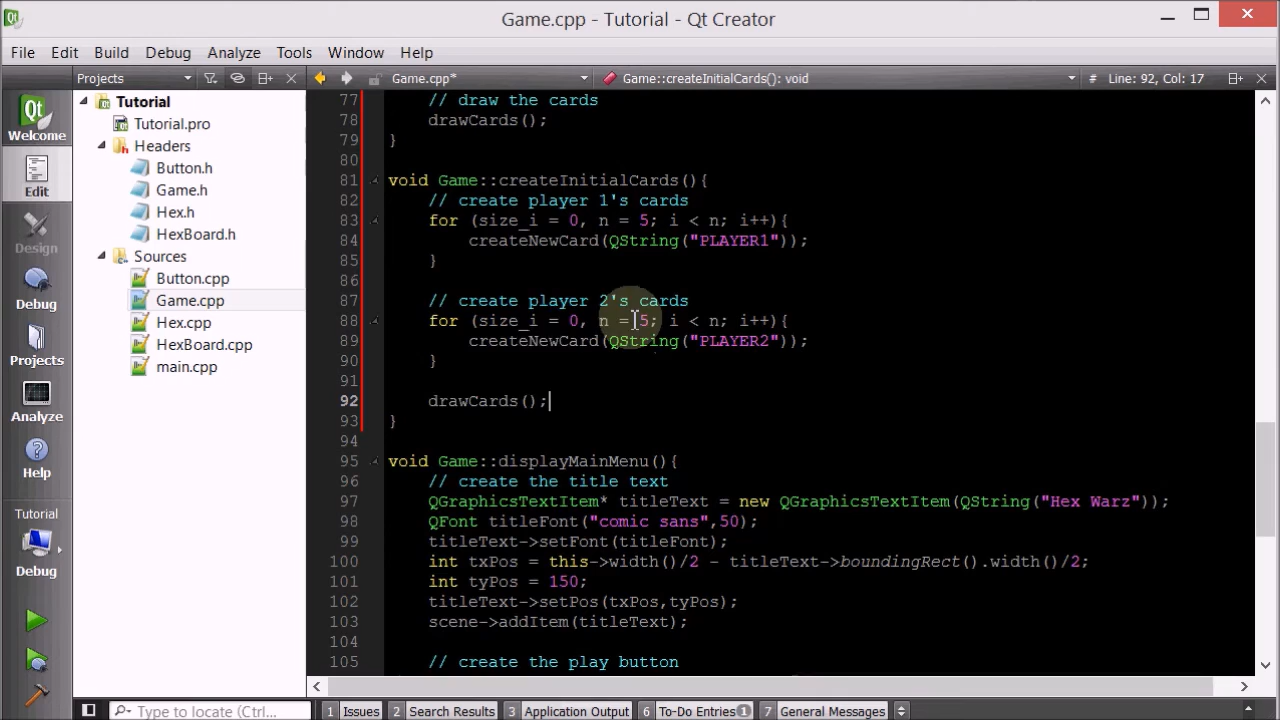 Game.cpp - Tutorial - Qt Creator
File Edit Build Debug Analyze Tools Window Help
Projects Game.cpp* Game::createInitialCards(): void # Line: 92, Col: 17
Welcome
Edit
Design
Debug
Projects
Analyze
Help
Tutorial
Debug
Tutorial
Tutorial.pro
Headers
Button.h
Game.h
Hex.h
HexBoard.h
Sources
Button.cpp
Game.cpp
Hex.cpp
HexBoard.cpp
main.cpp
77 // draw the cards
78 drawCards();
79 }
80
81 void Game::createInitialCards(){
82 // create player 1's cards
83 for (size_i = 0, n = 5; i < n; i++){
84 createNewCard(QString("PLAYER1"));
85 }
86
87 // create player 2's cards
88 for (size_i = 0, n = 5; i < n; i++){
89 createNewCard(QString("PLAYER2"));
90 }
91
92 drawCards();
93 }
94
95 void Game::displayMainMenu(){
96 // create the title text
97 QGraphicsTextItem* titleText = new QGraphicsTextItem(QString("Hex Warz"));
98 QFont titleFont("comic sans",50);
99 titleText->setFont(titleFont);
100 int txPos = this->width()/2 - titleText->boundingRect().width()/2;
101 int tyPos = 150;
102 titleText->setPos(txPos,tyPos);
103 scene->addItem(titleText);
104
105 // create the play button
Type to locate (Ctrl... 1 Issues 2 Search Results 3 Application Output 6 To-Do Entries 1 7 General Messages